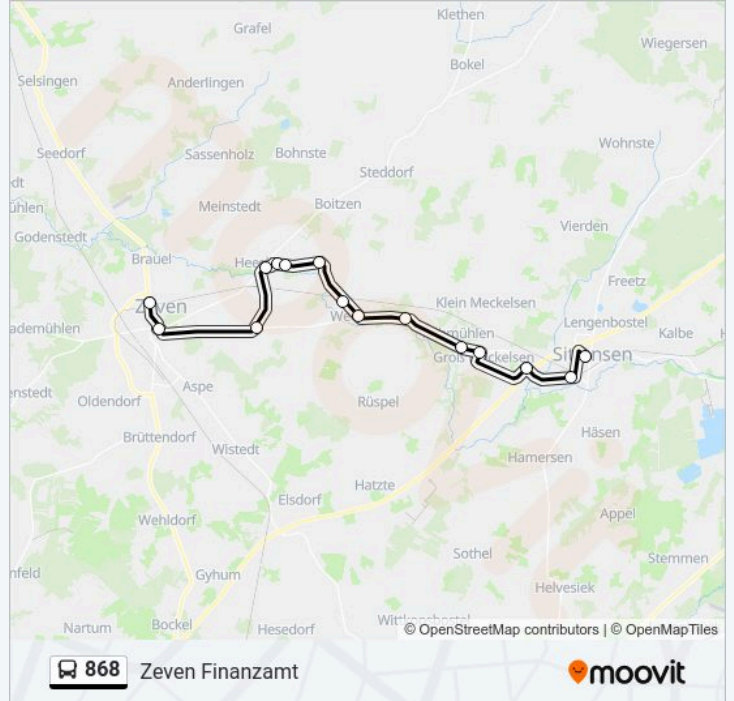 Klethen
Grafel
Wiegersen
Bokel
Selsingen
Anderlingen
Wohnste
Seedorf
Sassenholz
Bohnste
Steddorf
Meinstedt
Boitzen
Vierden
Godenstedt
Brauel
Freetz
Zeven
Klein Meckelsen
Lengenbostel
Kalbe
ademühlen
Sittensen
Aspe
Oldendorf
Rüspel
Häsen
Brüttendorf
Wistedt
Hamersen
Hatzte
Elsdorf
Appel
Wehldorf
Sothel
Stemmen
Gyhum
Helvesiek
Nartum
Bockel
Hesedorf
© OpenStreetMap contributors | © OpenMapTiles
868 Zeven Finanzamt
moovit